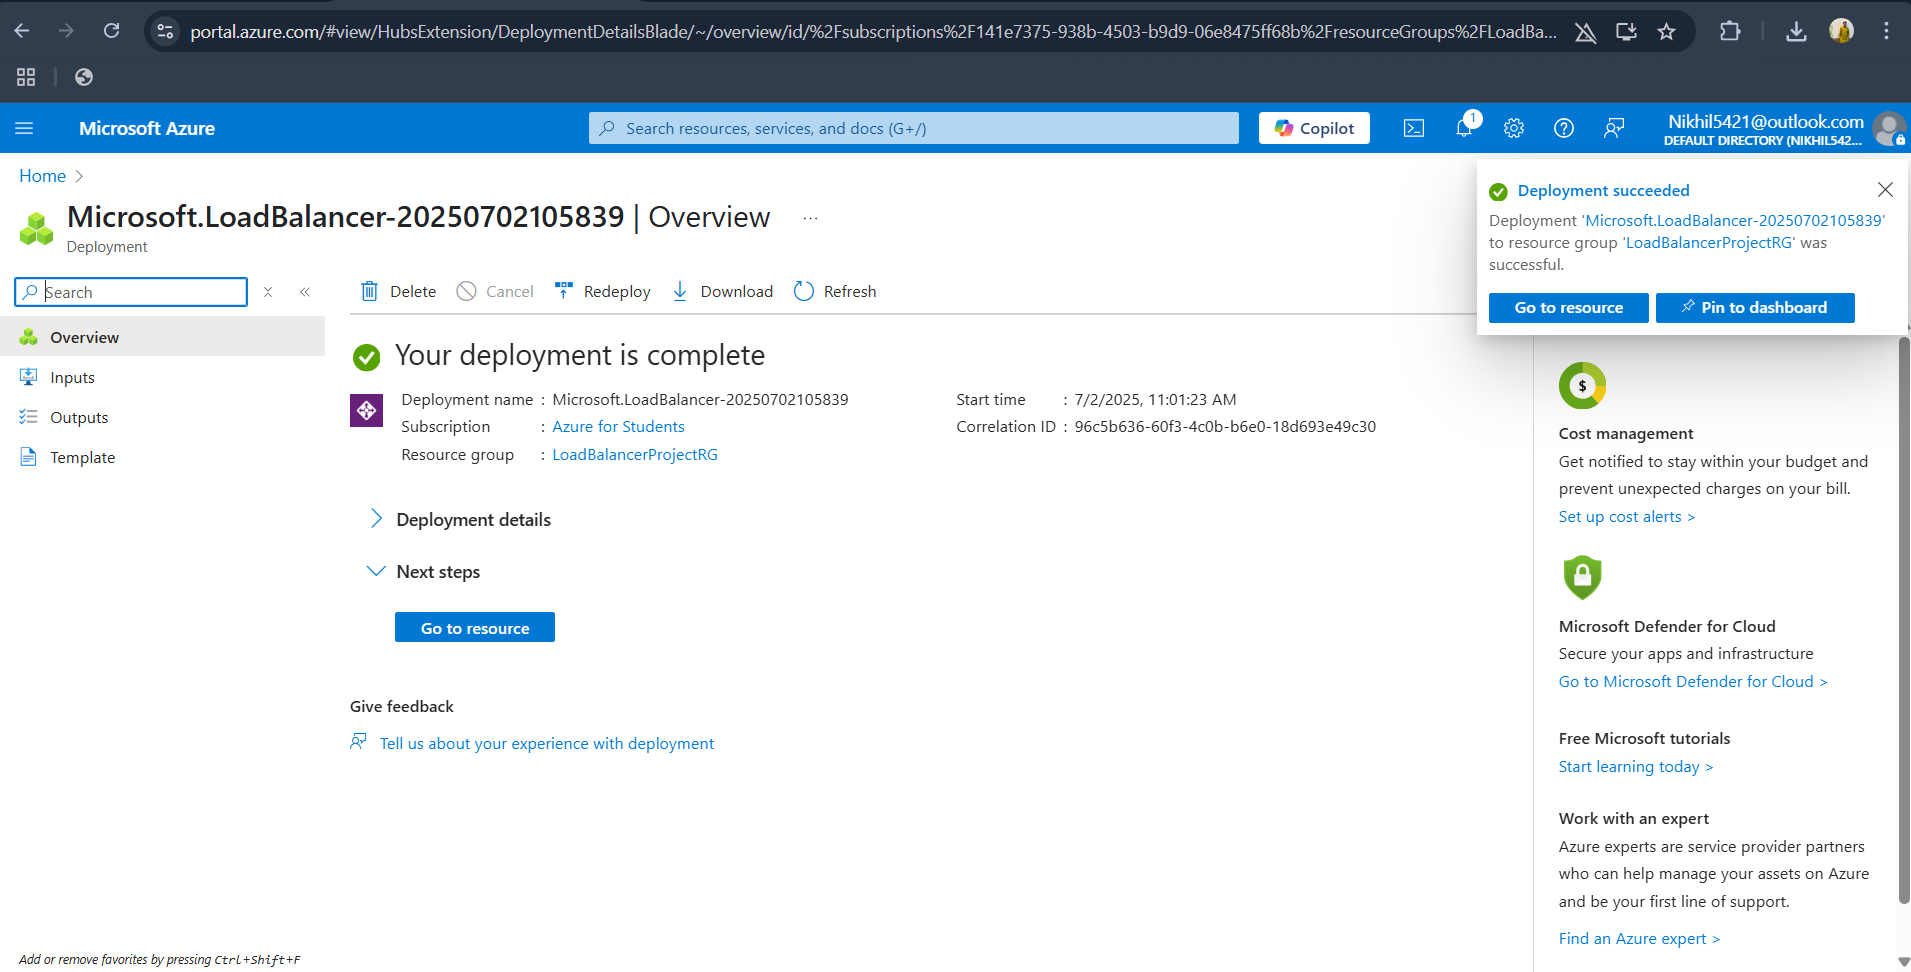 portal.azure.com/#view/HubsExtension/DeploymentDetailsBlade/~/overview/id/%2Fsubscriptions%2F141e7375-938b-4503-b9d9-06e8475ff68b%2FresourceGroups%2FLoadBa...
Microsoft Azure
Search resources, services, and docs (G+/)
Copilot
1
Nikhil5421@outlook.com
DEFAULT DIRECTORY (NIKHIL542...
Home
Microsoft.LoadBalancer-20250702105839 | Overview
...
Deployment
Deployment succeeded
Deployment 'Microsoft.LoadBalancer-20250702105839'
to resource group 'LoadBalancerProjectRG' was
successful.
Go to resource
Pin to dashboard
Search
Delete
Cancel
Redeploy
Download
Refresh
Overview
Inputs
Outputs
Template
Your deployment is complete
Deployment name : Microsoft.LoadBalancer-20250702105839
Subscription : Azure for Students
Resource group : LoadBalancerProjectRG
Start time : 7/2/2025, 11:01:23 AM
Correlation ID : 96c5b636-60f3-4c0b-b6e0-18d693e49c30
Deployment details
Next steps
Go to resource
Give feedback
Tell us about your experience with deployment
$
Cost management
Get notified to stay within your budget and
prevent unexpected charges on your bill.
Set up cost alerts >
Microsoft Defender for Cloud
Secure your apps and infrastructure
Go to Microsoft Defender for Cloud >
Free Microsoft tutorials
Start learning today >
Work with an expert
Azure experts are service provider partners
who can help manage your assets on Azure
and be your first line of support.
Find an Azure expert >
Add or remove favorites by pressing Ctrl+Shift+F